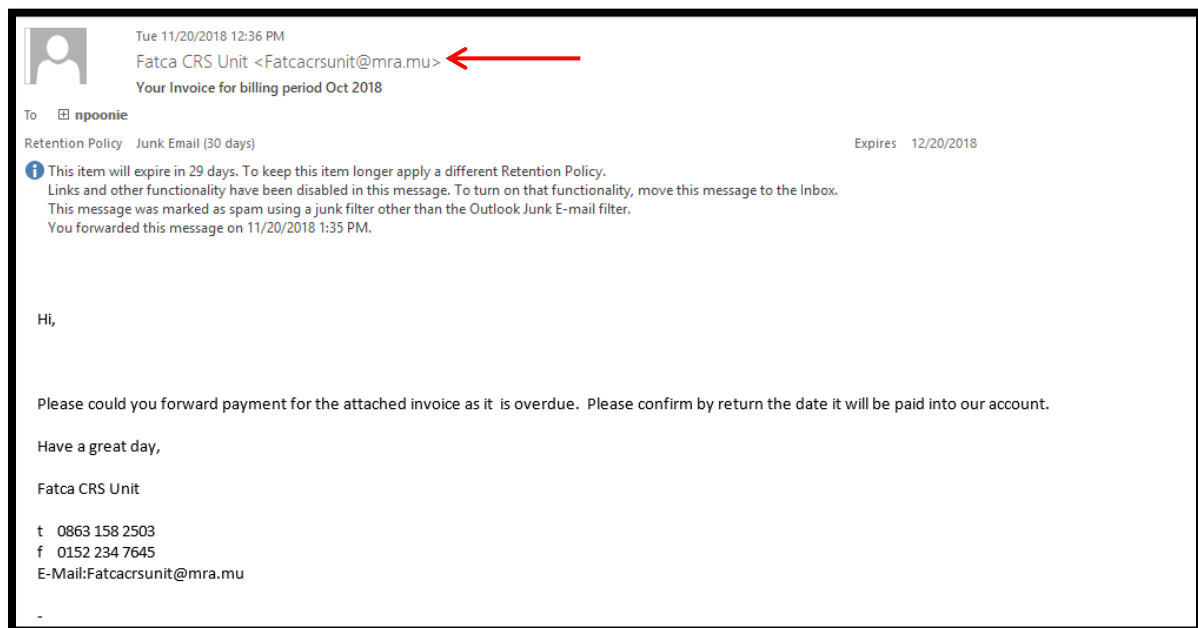 Tue 11/20/2018 12:36 PM
Fatca CRS Unit <Fatcacrsunit@mra.mu>
Your Invoice for billing period Oct 2018
To npoonie
Retention Policy Junk Email (30 days) Expires 12/20/2018
This item will expire in 29 days. To keep this item longer apply a different Retention Policy.
Links and other functionality have been disabled in this message. To turn on that functionality, move this message to the Inbox.
This message was marked as spam using a junk filter other than the Outlook Junk E-mail filter.
You forwarded this message on 11/20/2018 1:35 PM.
Hi,
Please could you forward payment for the attached invoice as it is overdue. Please confirm by return the date it will be paid into our account.
Have a great day,
Fatca CRS Unit
t 0863 158 2503
f 0152 234 7645
E-Mail:Fatcacrsunit@mra.mu
-